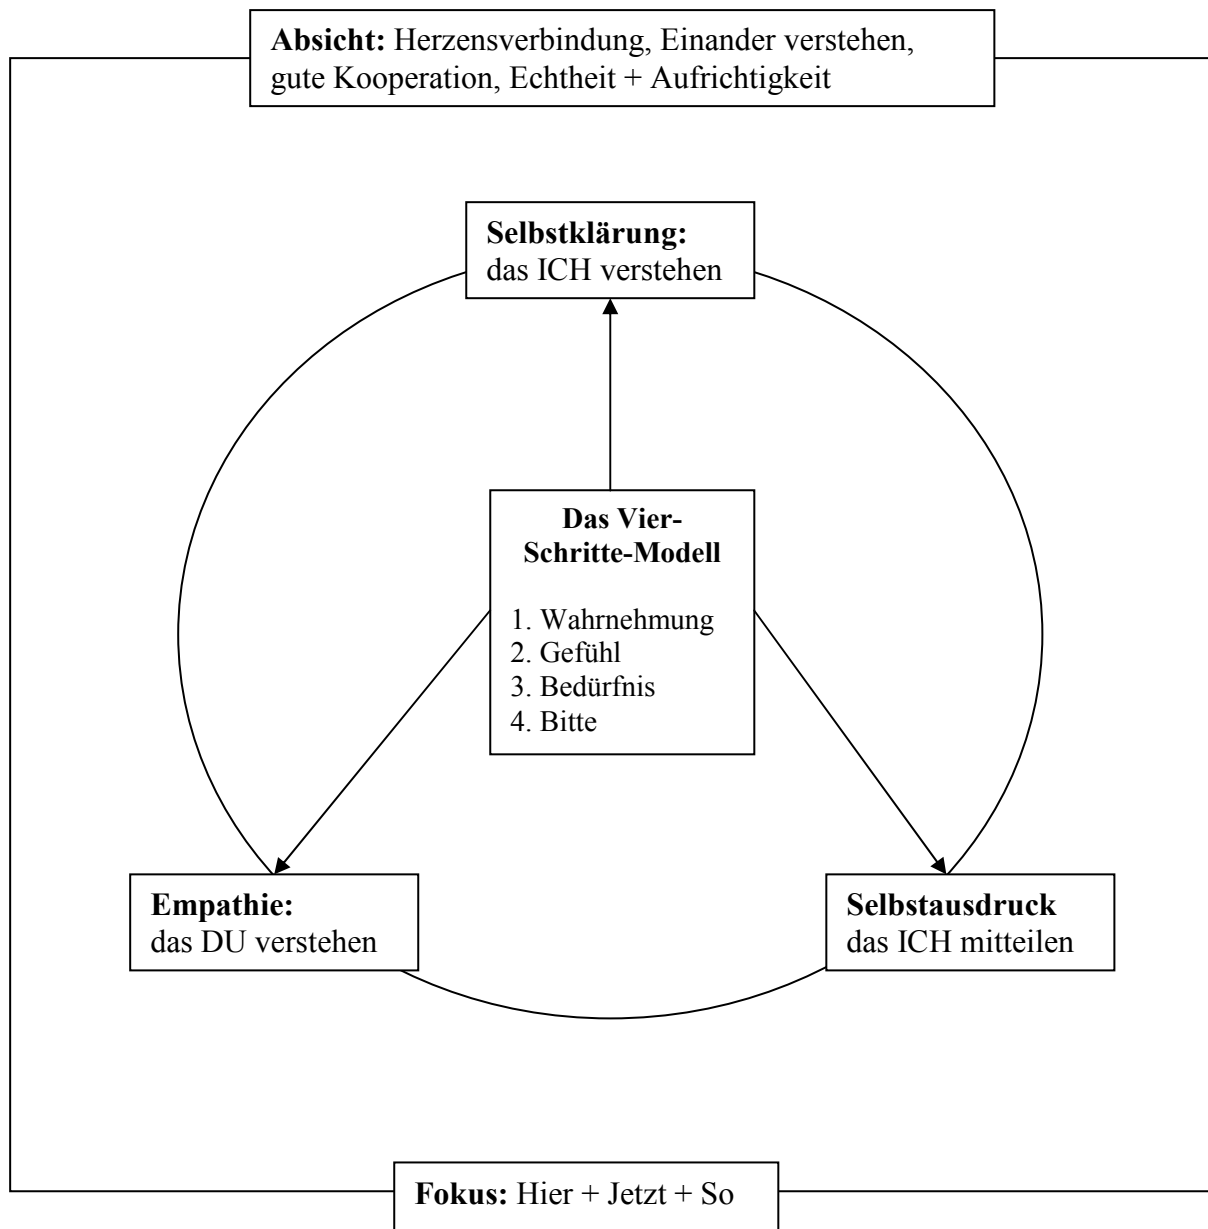 Absicht: Herzensverbindung, Einander verstehen,
gute Kooperation, Echtheit + Aufrichtigkeit
Selbstklärung:
das ICH verstehen
Das Vier-
Schritte-Modell
1. Wahrnehmung
2. Gefühl
3. Bedürfnis
4. Bitte
Empathie:
das DU verstehen
Selbstausdruck
das ICH mitteilen
Fokus: Hier + Jetzt + So